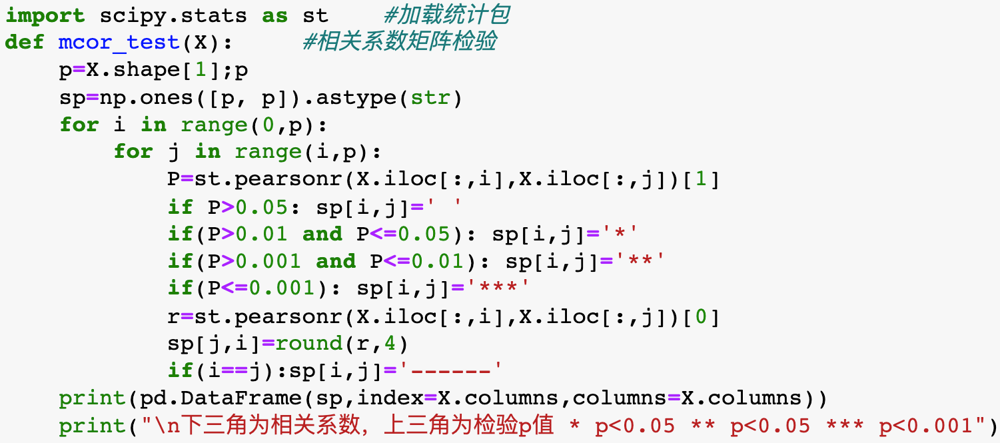 import scipy.stats as st    #加载统计包
def mcor_test(X):     #相关系数矩阵检验
    p=X.shape[1];p
    sp=np.ones([p, p]).astype(str)
    for i in range(0,p):
        for j in range(i,p):
            P=st.pearsonr(X.iloc[:,i],X.iloc[:,j])[1]
            if P>0.05: sp[i,j]=' '
            if(P>0.01 and P<=0.05): sp[i,j]='*'
            if(P>0.001 and P<=0.01): sp[i,j]='**'
            if(P<=0.001): sp[i,j]='***'
            r=st.pearsonr(X.iloc[:,i],X.iloc[:,j])[0]
            sp[j,i]=round(r,4)
            if(i==j):sp[i,j]='------'
    print(pd.DataFrame(sp,index=X.columns,columns=X.columns))
    print("\n下三角为相关系数，上三角为检验p值 * p<0.05 ** p<0.05 *** p<0.001")